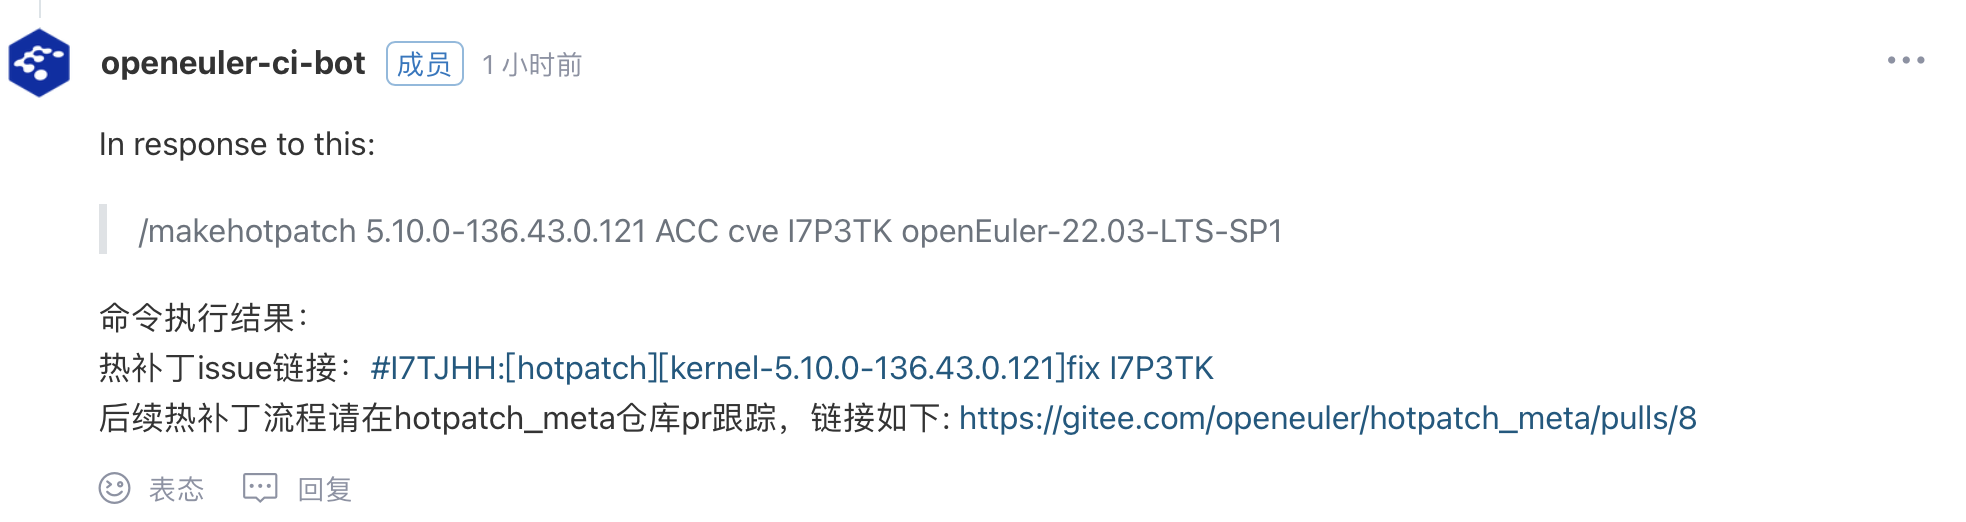 openeuler-ci-bot 成员 1 小时前
In response to this:
/makehotpatch 5.10.0-136.43.0.121 ACC cve I7P3TK openEuler-22.03-LTS-SP1
命令执行结果：
热补丁issue链接：#I7TJHH:[hotpatch][kernel-5.10.0-136.43.0.121]fix I7P3TK
后续热补丁流程请在hotpatch_meta仓库pr跟踪，链接如下: https://gitee.com/openeuler/hotpatch_meta/pulls/8
表态 回复